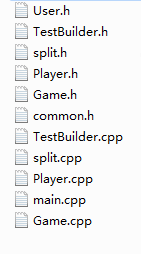 User.h
TestBuilder.h
split.h
Player.h
Game.h
common.h
TestBuilder.cpp
split.cpp
Player.cpp
main.cpp
Game.cpp